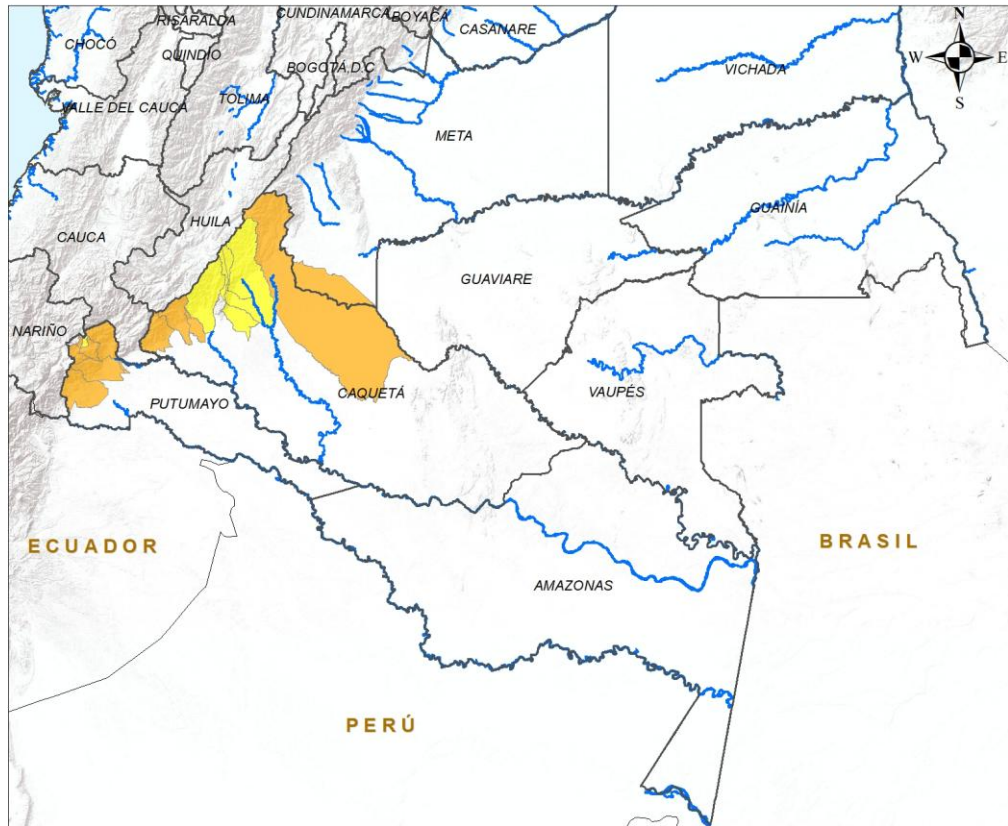 CUNDINAMARCA
BOYACÁ
RISARALDA
CASANARE
N
CHOCÓ
QUINDÍO
BOGOTÁ D.C
W
E
VICHADA
VALLE DEL CAUCA
TOLIMA
S
META
HUILA
GUAINÍA
CAUCA
GUAVIARE
NARIÑO
CAQUETÁ
VAUPÉS
PUTUMAYO
ECUADOR
BRASIL
AMAZONAS
PERÚ